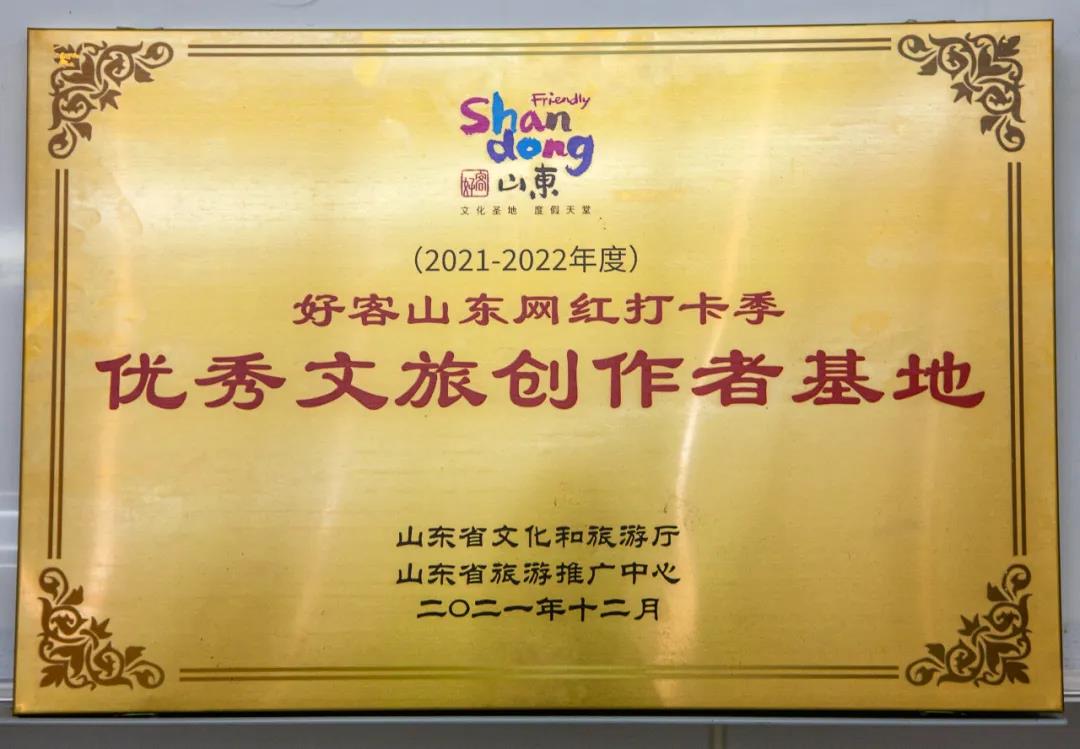 Friendly
Shan
dong
好客 山東
文化圣地 度假天堂
（2021-2022年度）
好客山东网红打卡季
优秀文旅创作者基地
山东省文化和旅游厅
山东省旅游推广中心
二〇二一年十二月